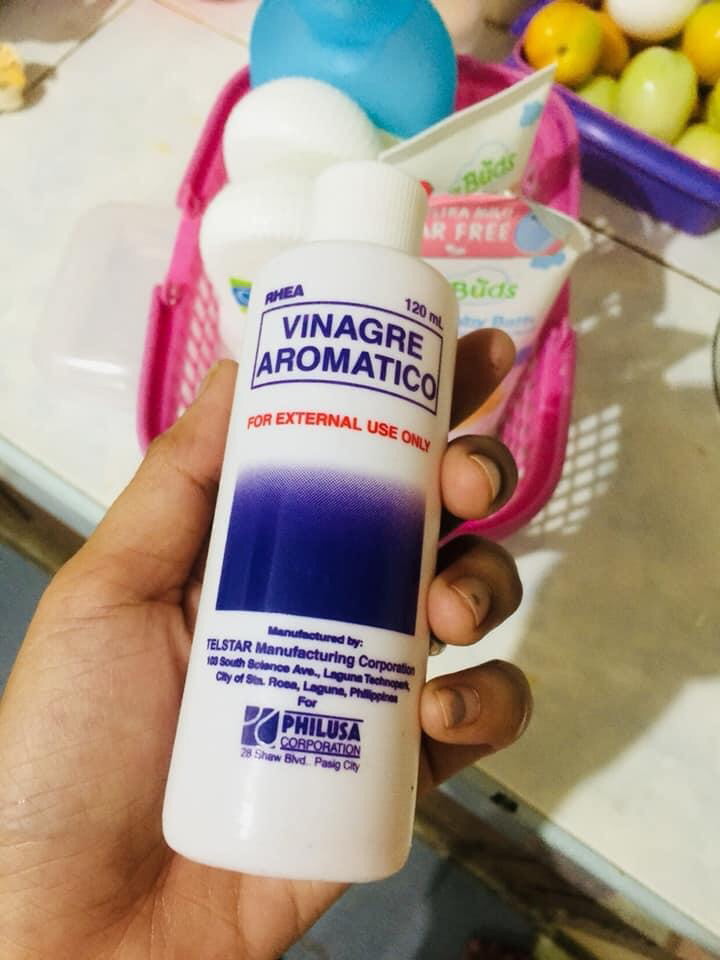 RHEA
120 mL
VINAGRE
AROMATICO
FOR EXTERNAL USE ONLY
Manufactured by:
TELSTAR Manufacturing Corporation
103 South Science Ave., Laguna Technopark,
City of Sta. Rosa, Laguna, Philippines
For
PHILUSA
CORPORATION
28 Shaw Blvd., Pasig City
Buds
FREE
Buds